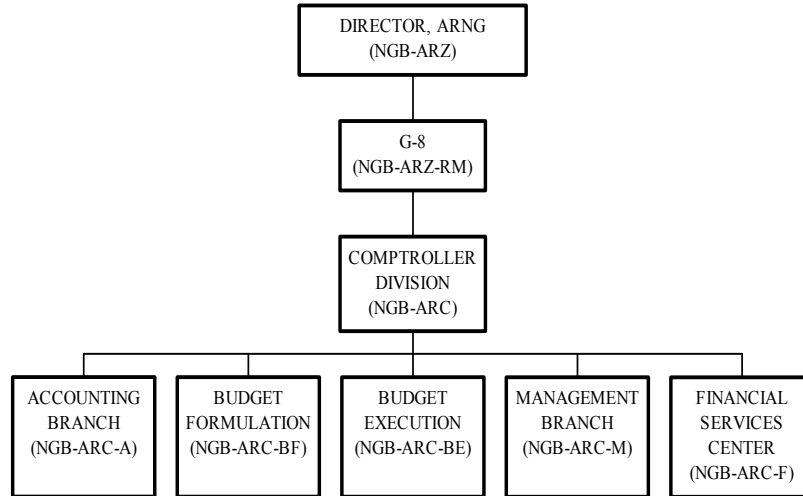 DIRECTOR, ARNG
(NGB-ARZ)
G-8
(NGB-ARZ-RM)
COMPTROLLER
DIVISION
(NGB-ARC)
ACCOUNTING
BRANCH
(NGB-ARC-A)
BUDGET
FORMULATION
(NGB-ARC-BF)
BUDGET
EXECUTION
(NGB-ARC-BE)
MANAGEMENT
BRANCH
(NGB-ARC-M)
FINANCIAL
SERVICES
CENTER
(NGB-ARC-F)